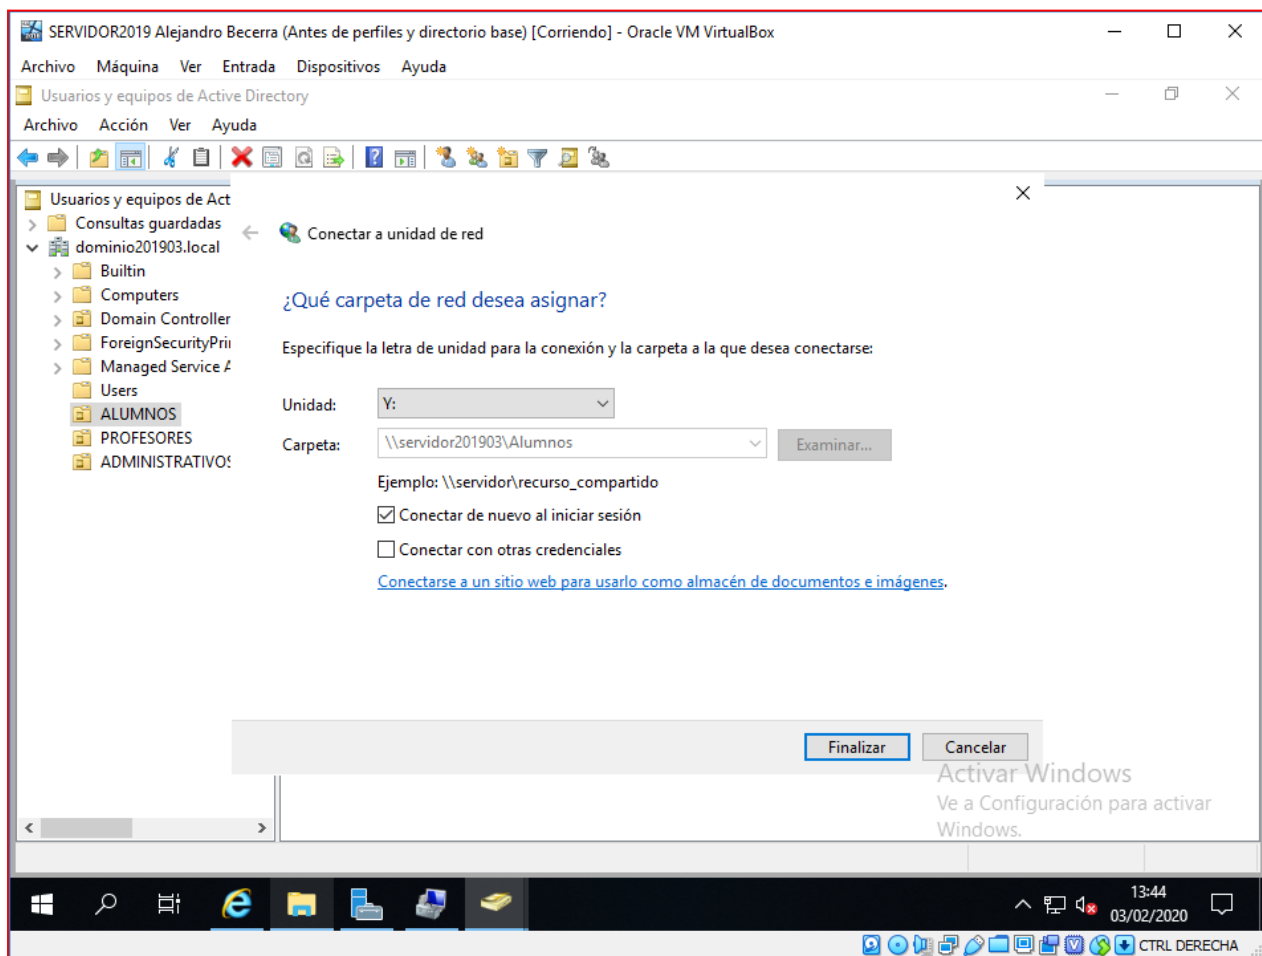 SERVIDOR2019 Alejandro Becerra (Antes de perfiles y directorio base) [Corriendo] - Oracle VM VirtualBox
Archivo Máquina Ver Entrada Dispositivos Ayuda
Usuarios y equipos de Active Directory
Archivo Acción Ver Ayuda
Usuarios y equipos de Act
Consultas guardadas
dominio201903.local
Builtin
Computers
Domain Controller
ForeignSecurityPri
Managed Service A
Users
ALUMNOS
PROFESORES
ADMINISTRATIVOS
Conectar a unidad de red
¿Qué carpeta de red desea asignar?
Especifique la letra de unidad para la conexión y la carpeta a la que desea conectarse:
Unidad: Y:
Carpeta: \\servidor201903\Alumnos Examinar...
Ejemplo: \\servidor\recurso_compartido
Conectar de nuevo al iniciar sesión
Conectar con otras credenciales
Conectarse a un sitio web para usarlo como almacén de documentos e imágenes.
Finalizar Cancelar
Activar Windows
Ve a Configuración para activar
Windows.
13:44
03/02/2020
CTRL DERECHA